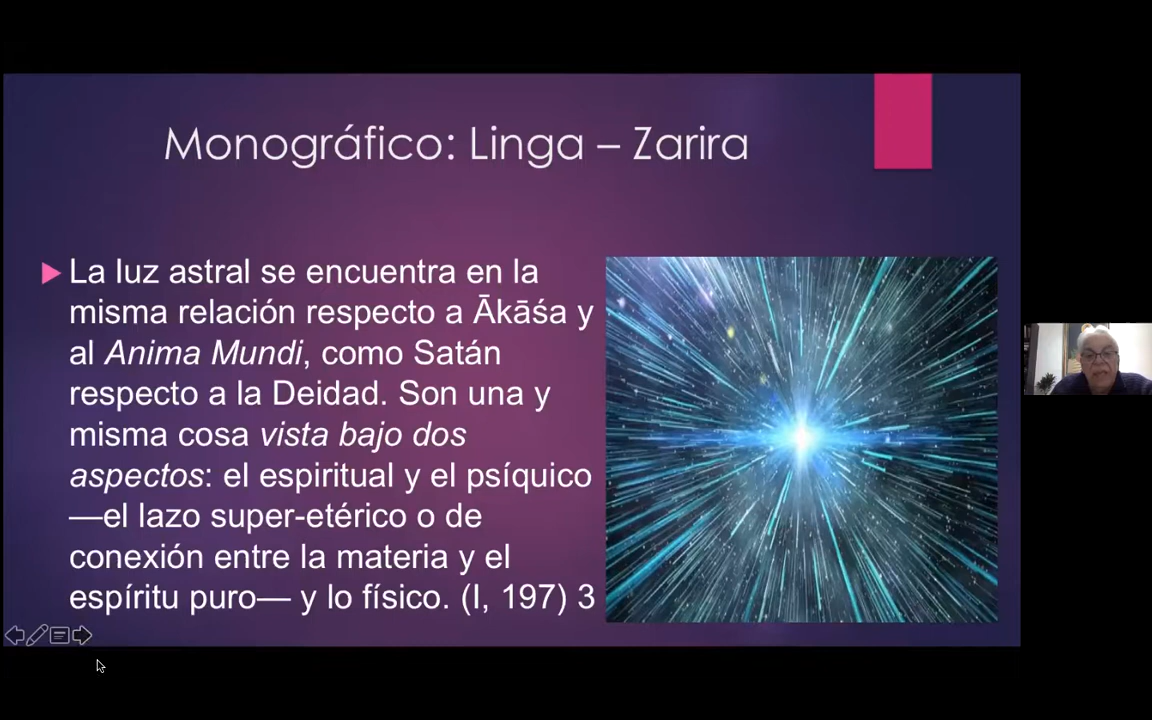 Monográfico: Linga – Zarira
La luz astral se encuentra en la
misma relación respecto a Ākāśa y
al Anima Mundi, como Satán
respecto a la Deidad. Son una y
misma cosa vista bajo dos
aspectos: el espiritual y el psíquico
—el lazo super-etérico o de
conexión entre la materia y el
espíritu puro— y lo físico. (I, 197) 3